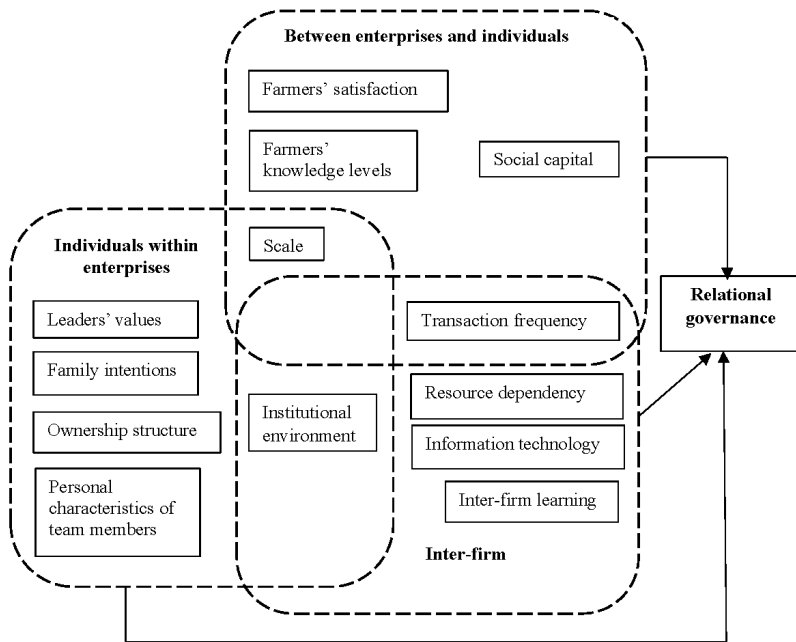 Between enterprises and individuals
Farmers' satisfaction
Farmers'
knowledge levels
Social capital
Individuals within
enterprises
Scale
Leaders' values
Family intentions
Ownership structure
Personal
characteristics of
team members
Transaction frequency
Institutional
environment
Resource dependency
Information technology
Inter-firm learning
Inter-firm
Relational
governance